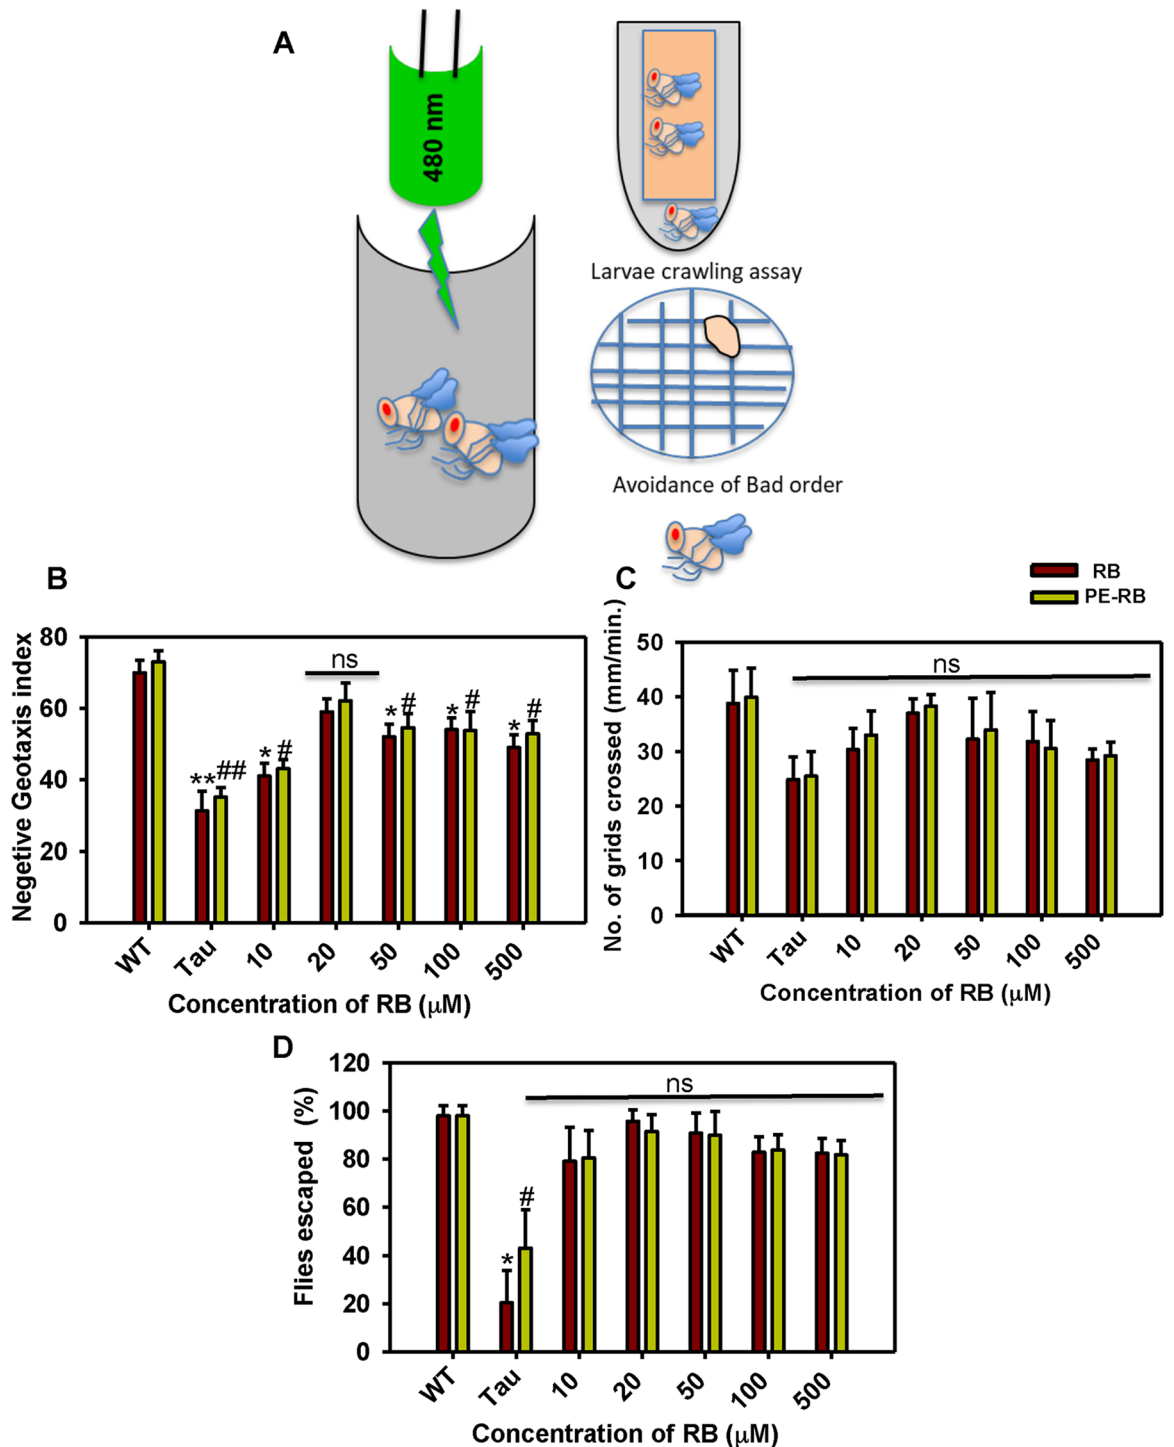 A
480 nm
Larvae crawling assay
Avoidance of Bad order
B
C
RB
PE-RB
Negetive Geotaxis index
80
60
40
20
0
ns
**
##
*
#
*
#
*
#
*
#
WT
Tau
10
20
50
100
500
Concentration of RB (μM)
No. of grids crossed (mm/min.)
50
40
30
20
10
0
ns
WT
Tau
10
20
50
100
500
Concentration of RB (μM)
D
Flies escaped (%)
120
100
80
60
40
20
0
ns
*
#
WT
Tau
10
20
50
100
500
Concentration of RB (μM)